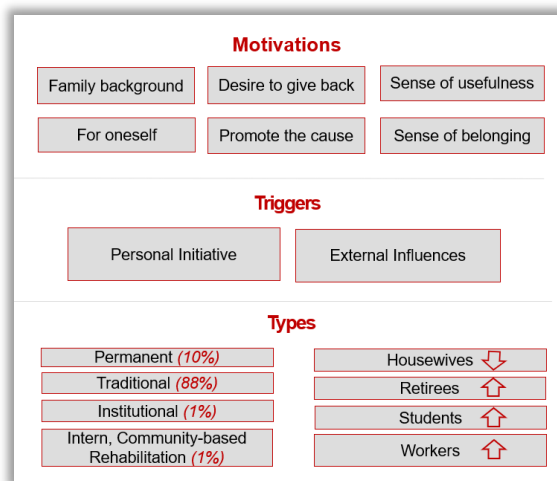 Motivations
Family background
Desire to give back
Sense of usefulness
For oneself
Promote the cause
Sense of belonging
Triggers
Personal Initiative
External Influences
Types
Permanent (10%)
Traditional (88%)
Institutional (1%)
Intern, Community-based
Rehabilitation (1%)
Housewives
Retirees
Students
Workers